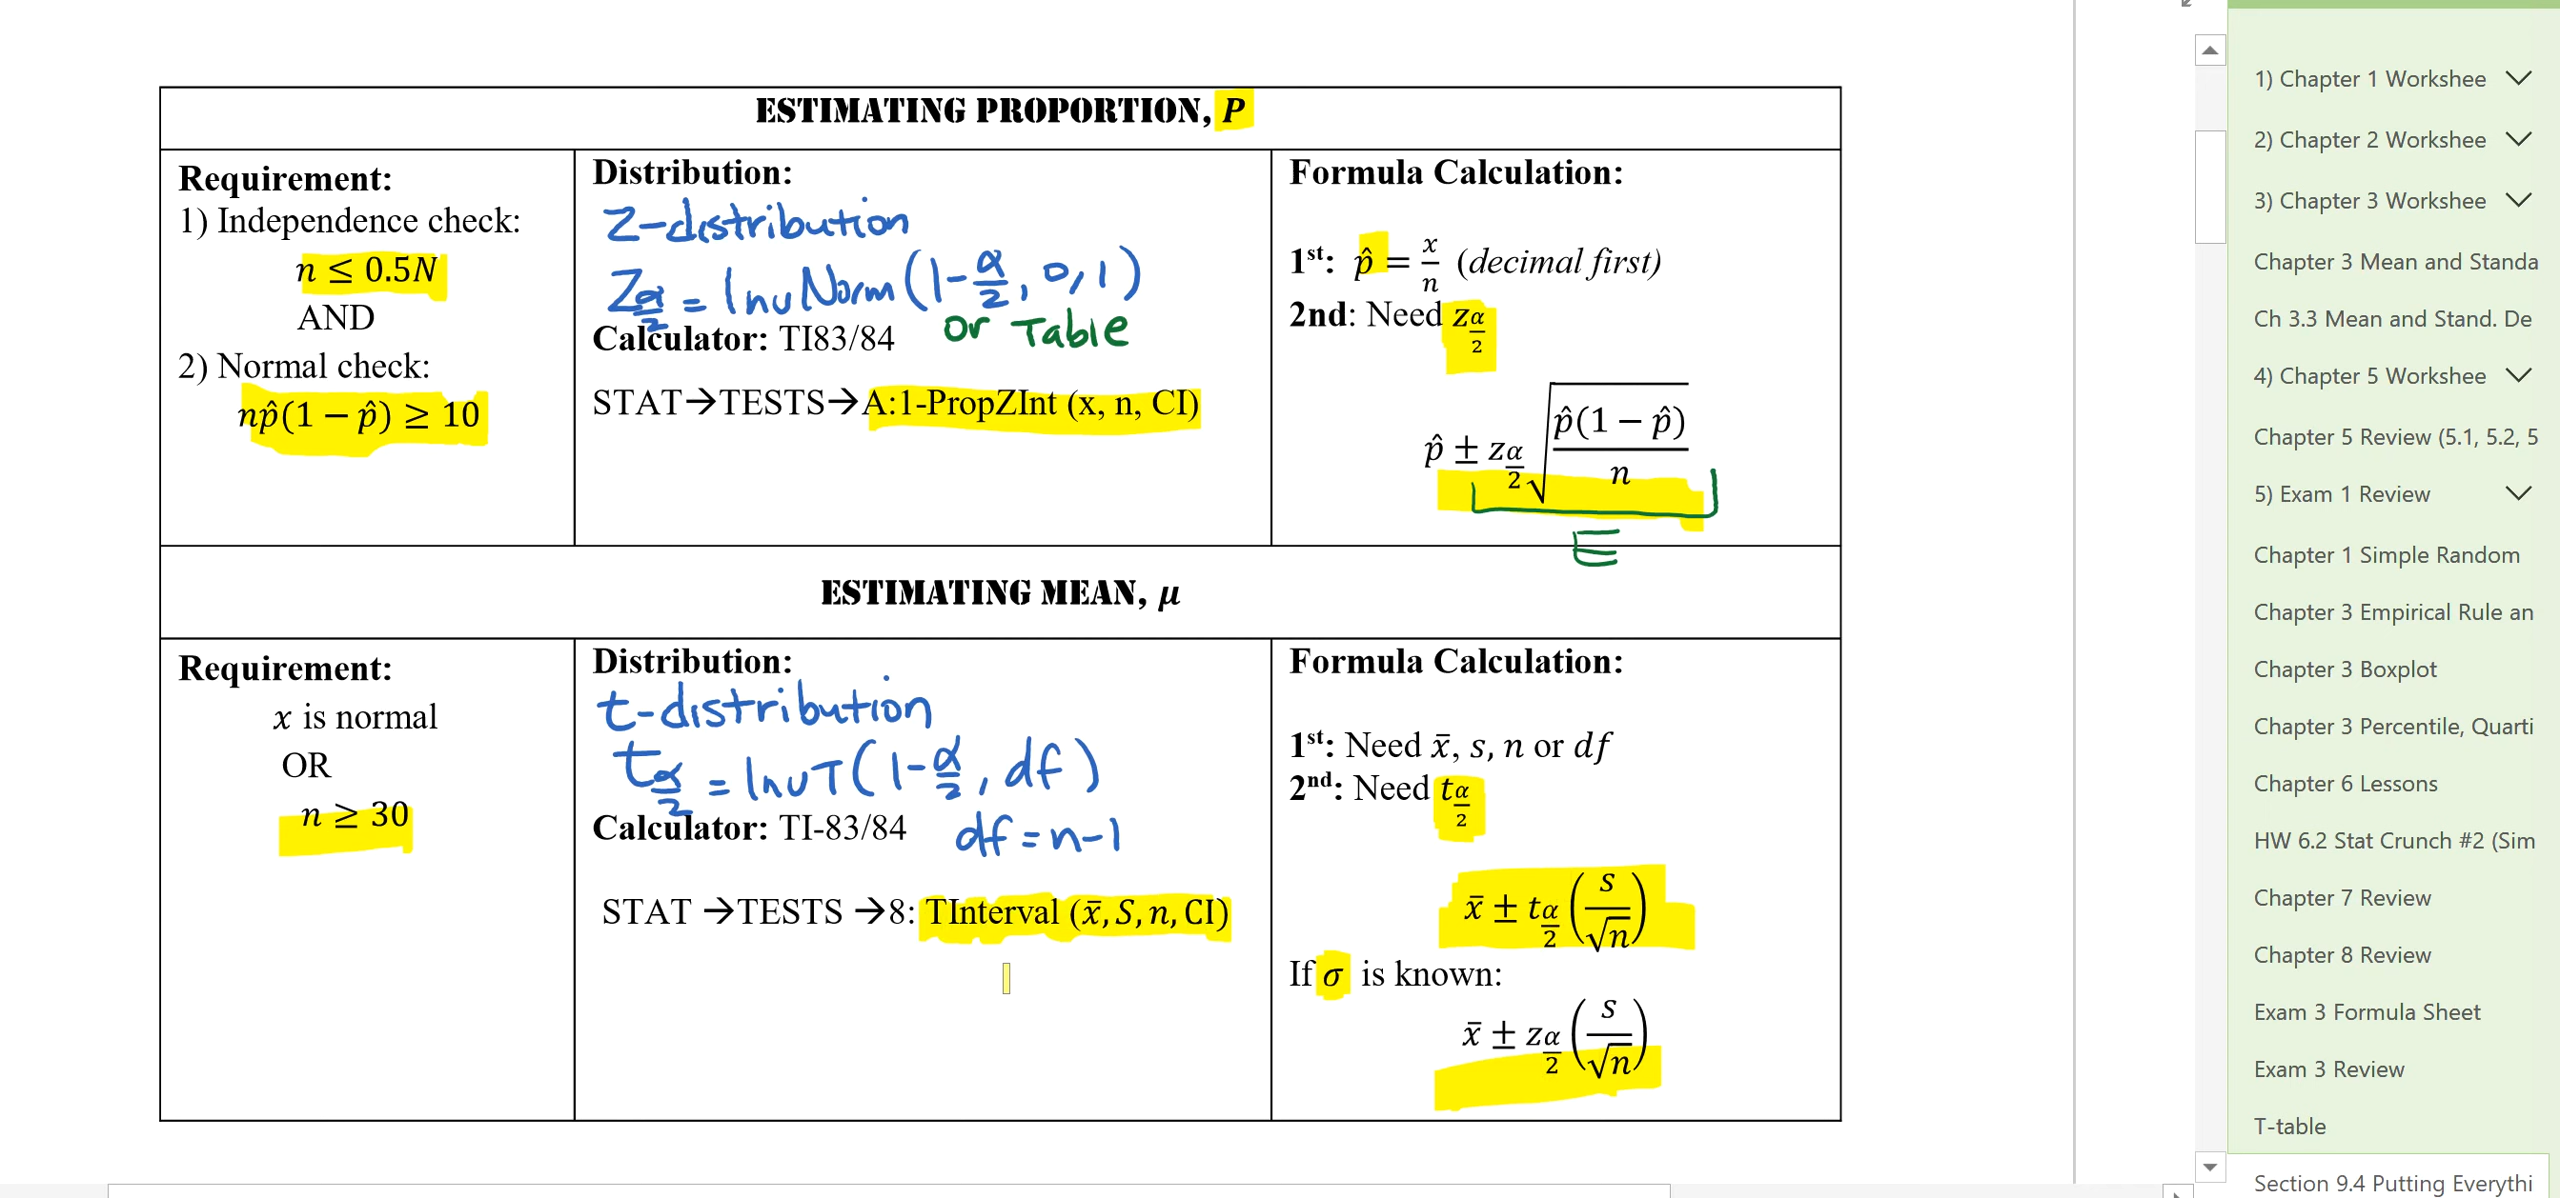 ESTIMATING PROPORTION, P
Requirement:
1) Independence check:
n ≤ 0.5N
AND
2) Normal check:
np̂(1 − p̂) ≥ 10
Distribution:
Z-distribution
Zα/2 = InvNorm(1-α/2, 0, 1)
or Table
Calculator: TI83/84
STAT→TESTS→A:1-PropZInt (x, n, CI)
Formula Calculation:
1st: p̂ = x/n (decimal first)
2nd: Need zα/2
p̂ ± zα/2 √(p̂(1 − p̂)/n)
E
ESTIMATING MEAN, μ
Requirement:
x is normal
OR
n ≥ 30
Distribution:
t-distribution
tα/2 = InvT(1-α/2, df)
Calculator: TI-83/84
df = n-1
STAT →TESTS →8: TInterval (x̄, S, n, CI)
Formula Calculation:
1st: Need x̄, s, n or df
2nd: Need tα/2
x̄ ± tα/2 (s/√n)
If σ is known:
x̄ ± zα/2 (s/√n)
1) Chapter 1 Workshee
2) Chapter 2 Workshee
3) Chapter 3 Workshee
Chapter 3 Mean and Standa
Ch 3.3 Mean and Stand. De
4) Chapter 5 Workshee
Chapter 5 Review (5.1, 5.2, 5
5) Exam 1 Review
Chapter 1 Simple Random
Chapter 3 Empirical Rule an
Chapter 3 Boxplot
Chapter 3 Percentile, Quarti
Chapter 6 Lessons
HW 6.2 Stat Crunch #2 (Sim
Chapter 7 Review
Chapter 8 Review
Exam 3 Formula Sheet
Exam 3 Review
T-table
Section 9.4 Putting Everythi